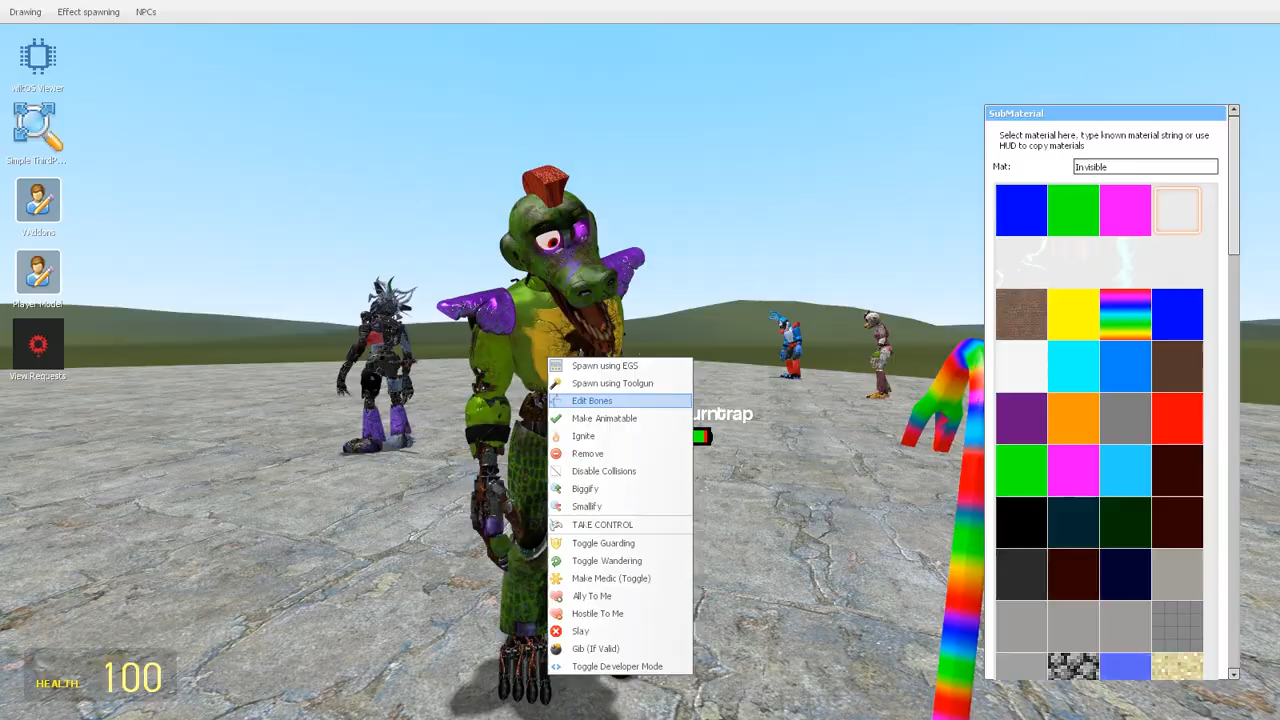 Drawing
Effect spawning
NPCs
wiltOS Viewer
Simple ThirdP...
VAddons
Player Model
View Requests
SubMaterial
Select material here, type known material string or use
HUD to copy materials
Mat:
Invisible
Spawn using EGS
Spawn using Toolgun
Edit Bones
Make Animatable
Ignite
Remove
Disable Collisions
Biggify
Smallify
TAKE CONTROL
Toggle Guarding
Toggle Wandering
Make Medic (Toggle)
Ally To Me
Hostile To Me
Slay
Gib (If Valid)
Toggle Developer Mode
urntrap
HEALTH
100